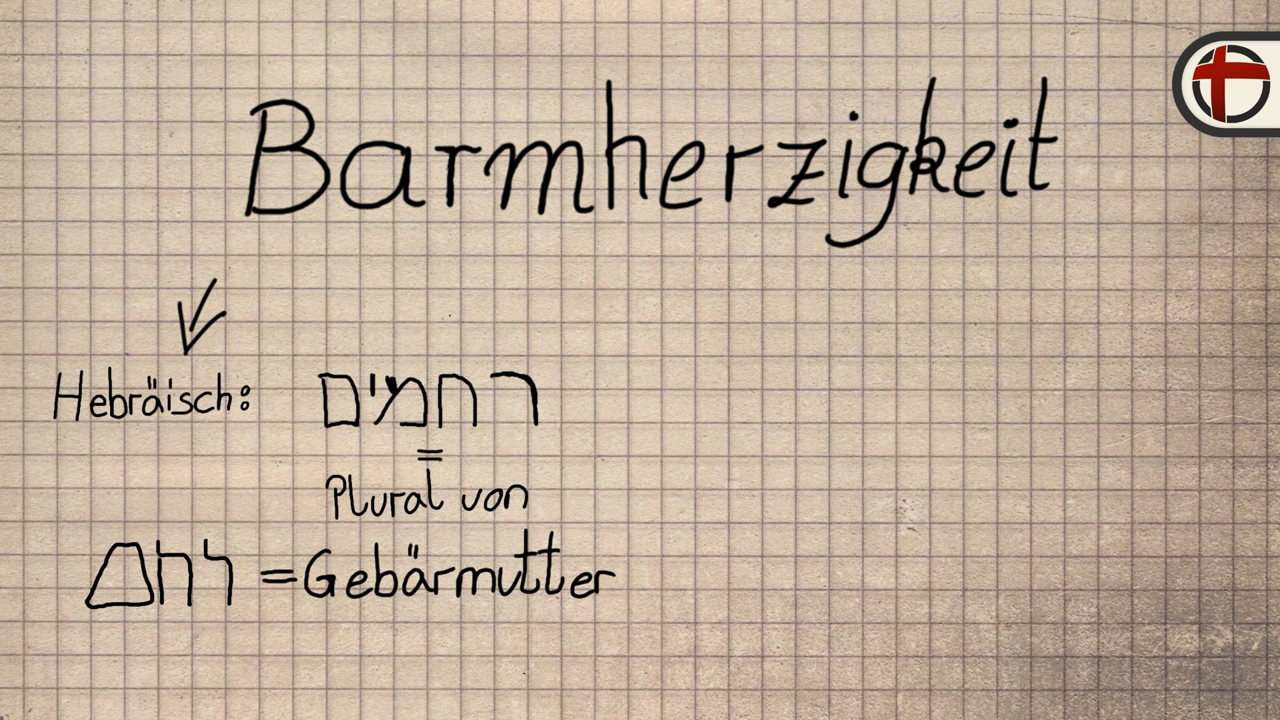 Barmherzigkeit
Hebräisch: רחמים
=
Plural von
רחם = Gebärmutter